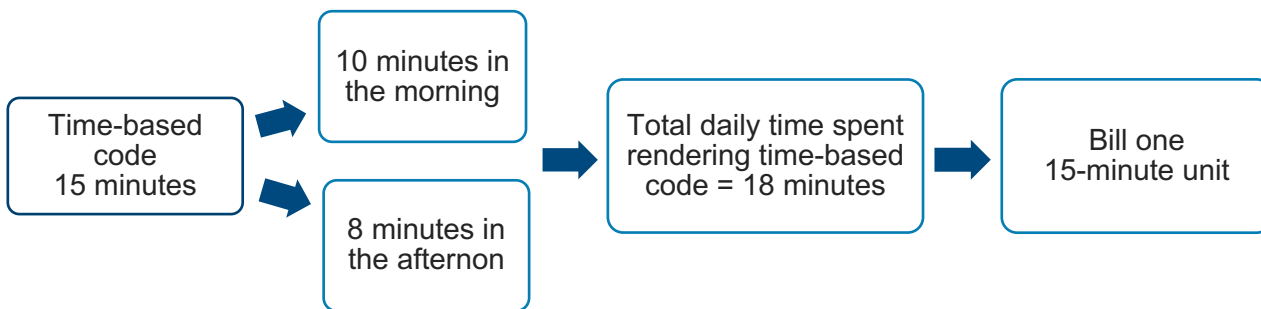 Time-based
code
15 minutes
10 minutes in
the morning
8 minutes in
the afternon
Total daily time spent
rendering time-based
code = 18 minutes
Bill one
15-minute unit